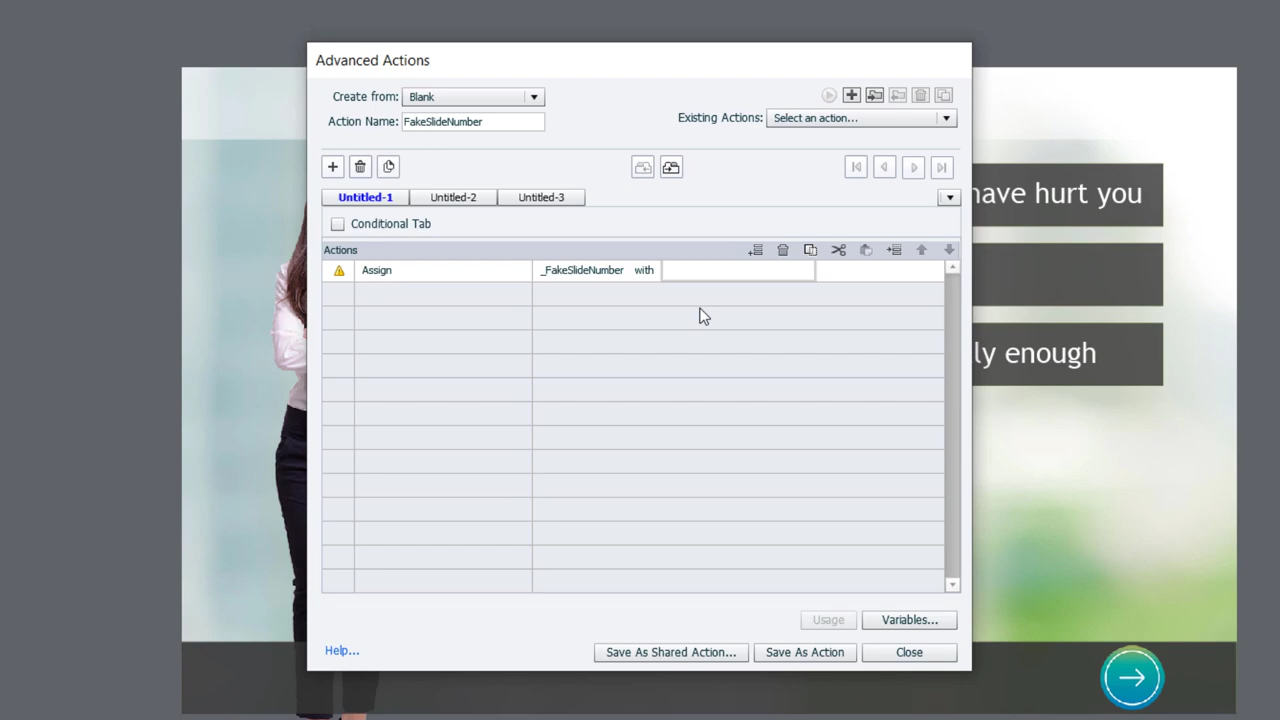 Advanced Actions
Create from: Blank
Action Name: FakeSlideNumber
Existing Actions: Select an action...
Untitled-1 Untitled-2 Untitled-3
Conditional Tab
Actions
Assign _FakeSlideNumber with
have hurt you
ly enough
Usage Variables...
Help... Save As Shared Action... Save As Action Close